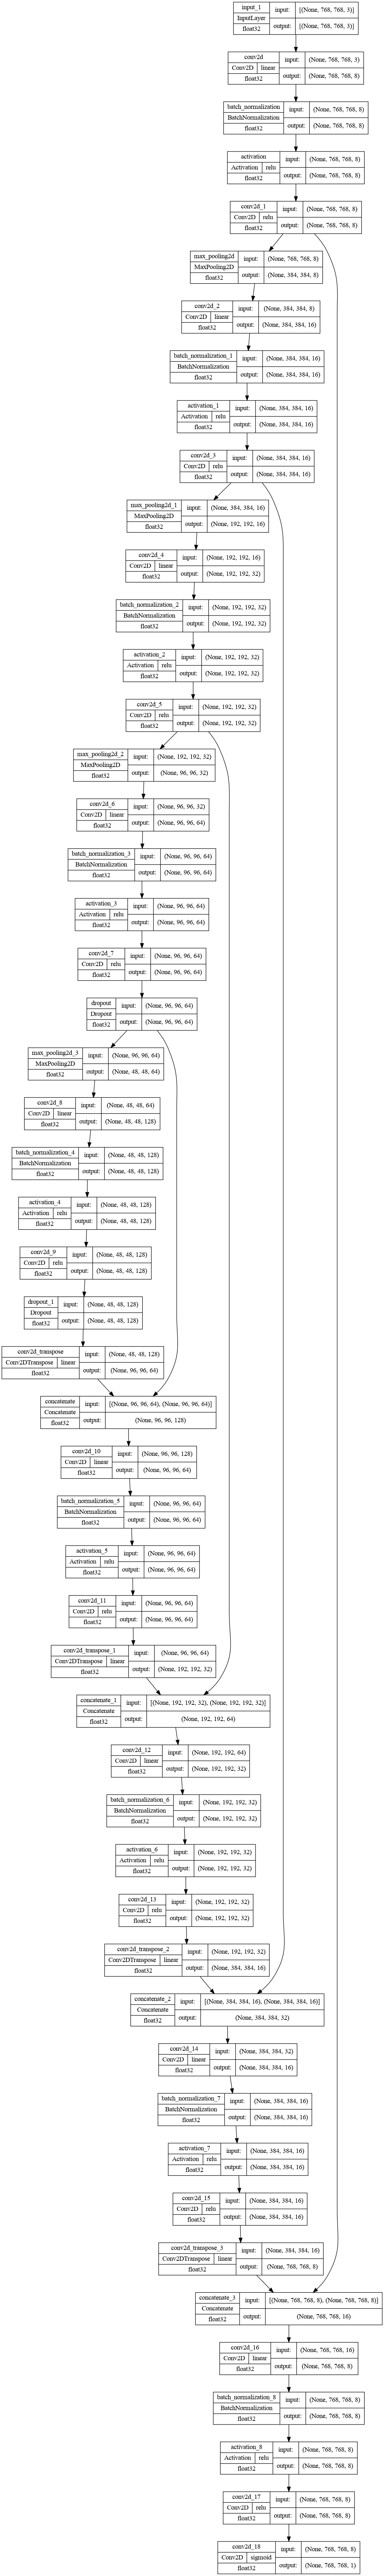 input_1 input: [(None, 768, 768, 3)]
InputLayer output: [(None, 768, 768, 3)]
float32
conv2d input: (None, 768, 768, 3)
Conv2D linear output: (None, 768, 768, 8)
float32
batch_normalization input: (None, 768, 768, 8)
BatchNormalization output: (None, 768, 768, 8)
float32
activation input: (None, 768, 768, 8)
Activation relu output: (None, 768, 768, 8)
float32
conv2d_1 input: (None, 768, 768, 8)
Conv2D relu output: (None, 768, 768, 8)
float32
max_pooling2d input: (None, 768, 768, 8)
MaxPooling2D output: (None, 384, 384, 8)
float32
conv2d_2 input: (None, 384, 384, 8)
Conv2D linear output: (None, 384, 384, 16)
float32
batch_normalization_1 input: (None, 384, 384, 16)
BatchNormalization output: (None, 384, 384, 16)
float32
activation_1 input: (None, 384, 384, 16)
Activation relu output: (None, 384, 384, 16)
float32
conv2d_3 input: (None, 384, 384, 16)
Conv2D relu output: (None, 384, 384, 16)
float32
max_pooling2d_1 input: (None, 384, 384, 16)
MaxPooling2D output: (None, 192, 192, 16)
float32
conv2d_4 input: (None, 192, 192, 16)
Conv2D linear output: (None, 192, 192, 32)
float32
batch_normalization_2 input: (None, 192, 192, 32)
BatchNormalization output: (None, 192, 192, 32)
float32
activation_2 input: (None, 192, 192, 32)
Activation relu output: (None, 192, 192, 32)
float32
conv2d_5 input: (None, 192, 192, 32)
Conv2D relu output: (None, 192, 192, 32)
float32
max_pooling2d_2 input: (None, 192, 192, 32)
MaxPooling2D output: (None, 96, 96, 32)
float32
conv2d_6 input: (None, 96, 96, 32)
Conv2D linear output: (None, 96, 96, 64)
float32
batch_normalization_3 input: (None, 96, 96, 64)
BatchNormalization output: (None, 96, 96, 64)
float32
activation_3 input: (None, 96, 96, 64)
Activation relu output: (None, 96, 96, 64)
float32
conv2d_7 input: (None, 96, 96, 64)
Conv2D relu output: (None, 96, 96, 64)
float32
dropout input: (None, 96, 96, 64)
Dropout output: (None, 96, 96, 64)
float32
max_pooling2d_3 input: (None, 96, 96, 64)
MaxPooling2D output: (None, 48, 48, 64)
float32
conv2d_8 input: (None, 48, 48, 64)
Conv2D linear output: (None, 48, 48, 128)
float32
batch_normalization_4 input: (None, 48, 48, 128)
BatchNormalization output: (None, 48, 48, 128)
float32
activation_4 input: (None, 48, 48, 128)
Activation relu output: (None, 48, 48, 128)
float32
conv2d_9 input: (None, 48, 48, 128)
Conv2D relu output: (None, 48, 48, 128)
float32
dropout_1 input: (None, 48, 48, 128)
Dropout output: (None, 48, 48, 128)
float32
conv2d_transpose input: (None, 48, 48, 128)
Conv2DTranspose linear output: (None, 96, 96, 64)
float32
concatenate input: [(None, 96, 96, 64), (None, 96, 96, 64)]
Concatenate output: (None, 96, 96, 128)
float32
conv2d_10 input: (None, 96, 96, 128)
Conv2D linear output: (None, 96, 96, 64)
float32
batch_normalization_5 input: (None, 96, 96, 64)
BatchNormalization output: (None, 96, 96, 64)
float32
activation_5 input: (None, 96, 96, 64)
Activation relu output: (None, 96, 96, 64)
float32
conv2d_11 input: (None, 96, 96, 64)
Conv2D relu output: (None, 96, 96, 64)
float32
conv2d_transpose_1 input: (None, 96, 96, 64)
Conv2DTranspose linear output: (None, 192, 192, 32)
float32
concatenate_1 input: [(None, 192, 192, 32), (None, 192, 192, 32)]
Concatenate output: (None, 192, 192, 64)
float32
conv2d_12 input: (None, 192, 192, 64)
Conv2D linear output: (None, 192, 192, 32)
float32
batch_normalization_6 input: (None, 192, 192, 32)
BatchNormalization output: (None, 192, 192, 32)
float32
activation_6 input: (None, 192, 192, 32)
Activation relu output: (None, 192, 192, 32)
float32
conv2d_13 input: (None, 192, 192, 32)
Conv2D relu output: (None, 192, 192, 32)
float32
conv2d_transpose_2 input: (None, 192, 192, 32)
Conv2DTranspose linear output: (None, 384, 384, 16)
float32
concatenate_2 input: [(None, 384, 384, 16), (None, 384, 384, 16)]
Concatenate output: (None, 384, 384, 32)
float32
conv2d_14 input: (None, 384, 384, 32)
Conv2D linear output: (None, 384, 384, 16)
float32
batch_normalization_7 input: (None, 384, 384, 16)
BatchNormalization output: (None, 384, 384, 16)
float32
activation_7 input: (None, 384, 384, 16)
Activation relu output: (None, 384, 384, 16)
float32
conv2d_15 input: (None, 384, 384, 16)
Conv2D relu output: (None, 384, 384, 16)
float32
conv2d_transpose_3 input: (None, 384, 384, 16)
Conv2DTranspose linear output: (None, 768, 768, 8)
float32
concatenate_3 input: [(None, 768, 768, 8), (None, 768, 768, 8)]
Concatenate output: (None, 768, 768, 16)
float32
conv2d_16 input: (None, 768, 768, 16)
Conv2D linear output: (None, 768, 768, 8)
float32
batch_normalization_8 input: (None, 768, 768, 8)
BatchNormalization output: (None, 768, 768, 8)
float32
activation_8 input: (None, 768, 768, 8)
Activation relu output: (None, 768, 768, 8)
float32
conv2d_17 input: (None, 768, 768, 8)
Conv2D relu output: (None, 768, 768, 8)
float32
conv2d_18 input: (None, 768, 768, 8)
Conv2D sigmoid output: (None, 768, 768, 1)
float32